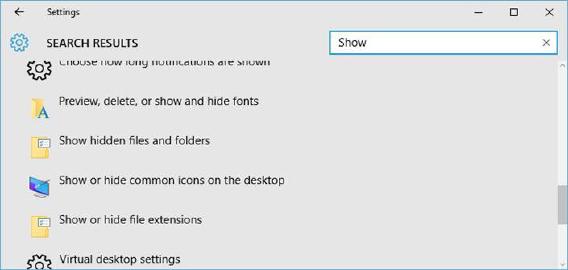 Settings
SEARCH RESULTS
Show
Choose how long notifications are shown
Preview, delete, or show and hide fonts
Show hidden files and folders
Show or hide common icons on the desktop
Show or hide file extensions
Virtual desktop settings